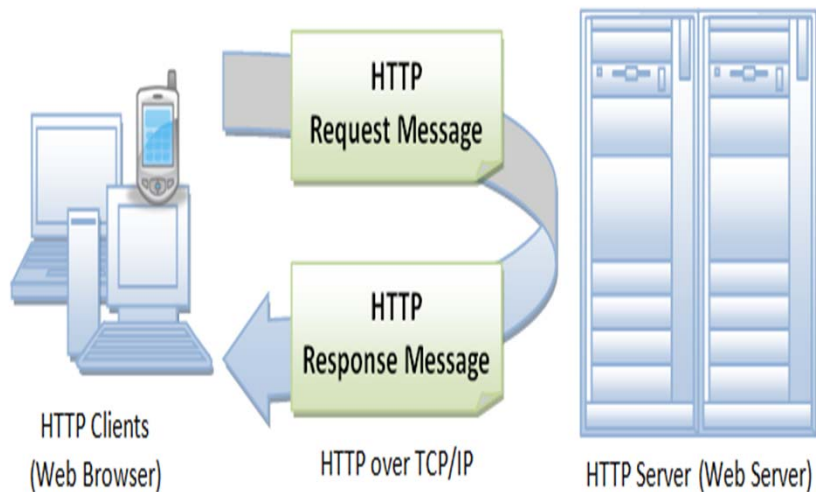 HTTP
Request Message
HTTP
Response Message
HTTP Clients
(Web Browser)
HTTP over TCP/IP
HTTP Server (Web Server)